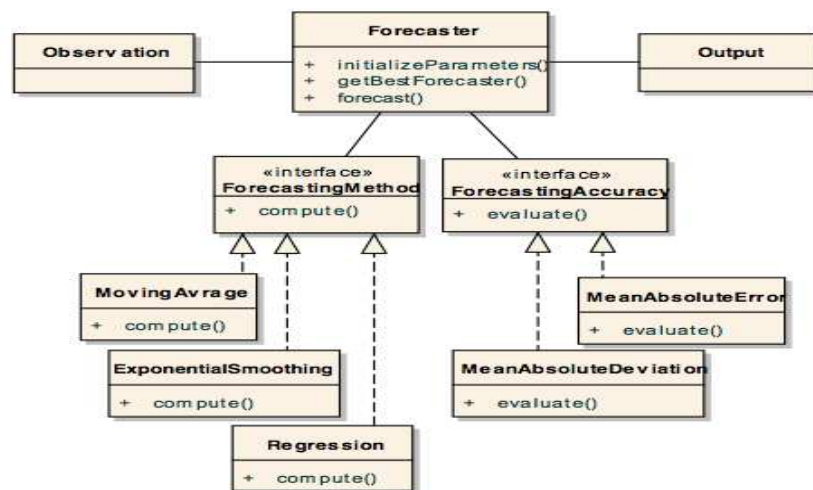 Forecaster
+ initializeParameters()
+ getBestForecaster()
+ forecast()
Observation
Output
«interface»
ForecastingMethod
+ compute()
«interface»
ForecastingAccuracy
+ evaluate()
MovingAvrage
+ compute()
MeanAbsoluteError
+ evaluate()
ExponentialSmoothing
+ compute()
MeanAbsoluteDeviation
+ evaluate()
Regression
+ compute()